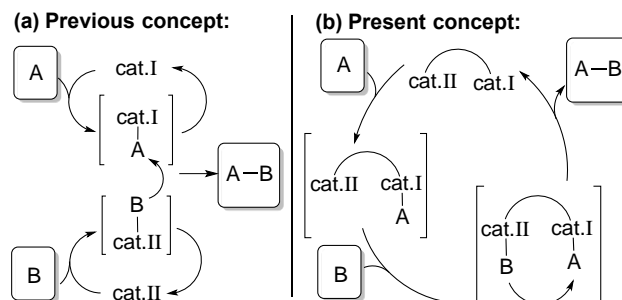 (a) Previous concept:
A
cat.I
cat.I
A
A–B
B
cat.II
B
cat.II
(b) Present concept:
A
cat.II
cat.I
A–B
cat.II
cat.I
A
cat.II
cat.I
B
A
B